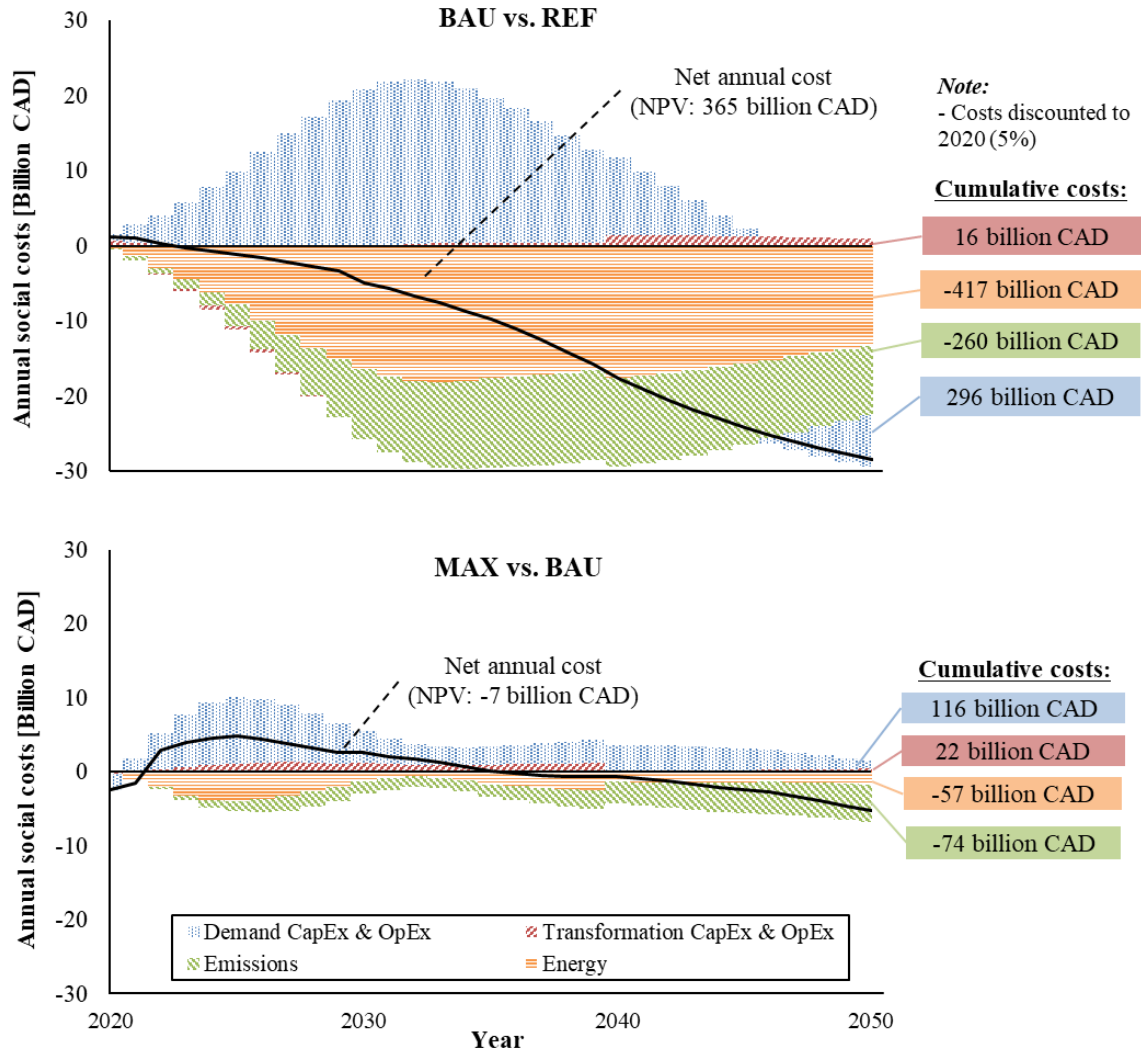 BAU vs. REF
Annual social costs [Billion CAD]
30
20
10
0
-10
-20
-30
Net annual cost
(NPV: 365 billion CAD)
Note:
- Costs discounted to
2020 (5%)
Cumulative costs:
16 billion CAD
-417 billion CAD
-260 billion CAD
296 billion CAD
MAX vs. BAU
Annual social costs [Billion CAD]
30
20
10
0
-10
-20
-30
Net annual cost
(NPV: -7 billion CAD)
Cumulative costs:
116 billion CAD
22 billion CAD
-57 billion CAD
-74 billion CAD
Demand CapEx & OpEx
Transformation CapEx & OpEx
Emissions
Energy
2020
2030
2040
2050
Year